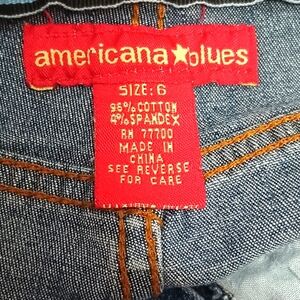 americana★blues
SIZE: 6
96% COTTON
4% SPANDEX
RN 77700
MADE IN
CHINA
SEE REVERSE
FOR CARE